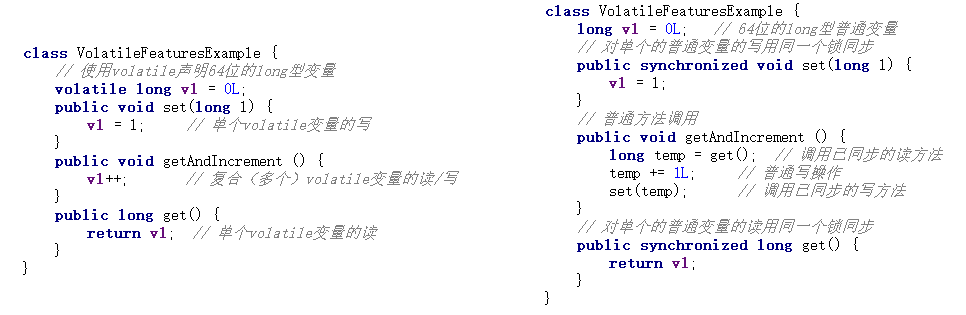 class VolatileFeaturesExample {
// 使用volatile声明64位的long型变量
volatile long vl = 0L;
public void set(long l) {
vl = l; // 单个volatile变量的写
}
public void getAndIncrement () {
vl++; // 复合（多个）volatile变量的读/写
}
public long get() {
return vl; // 单个volatile变量的读
}
}
class VolatileFeaturesExample {
long vl = 0L; // 64位的long型普通变量
// 对单个的普通变量的写用同一个锁同步
public synchronized void set(long l) {
vl = l;
}
// 普通方法调用
public void getAndIncrement () {
long temp = get(); // 调用已同步的读方法
temp += 1L; // 普通写操作
set(temp); // 调用已同步的写方法
}
// 对单个的普通变量的读用同一个锁同步
public synchronized long get() {
return vl;
}
}